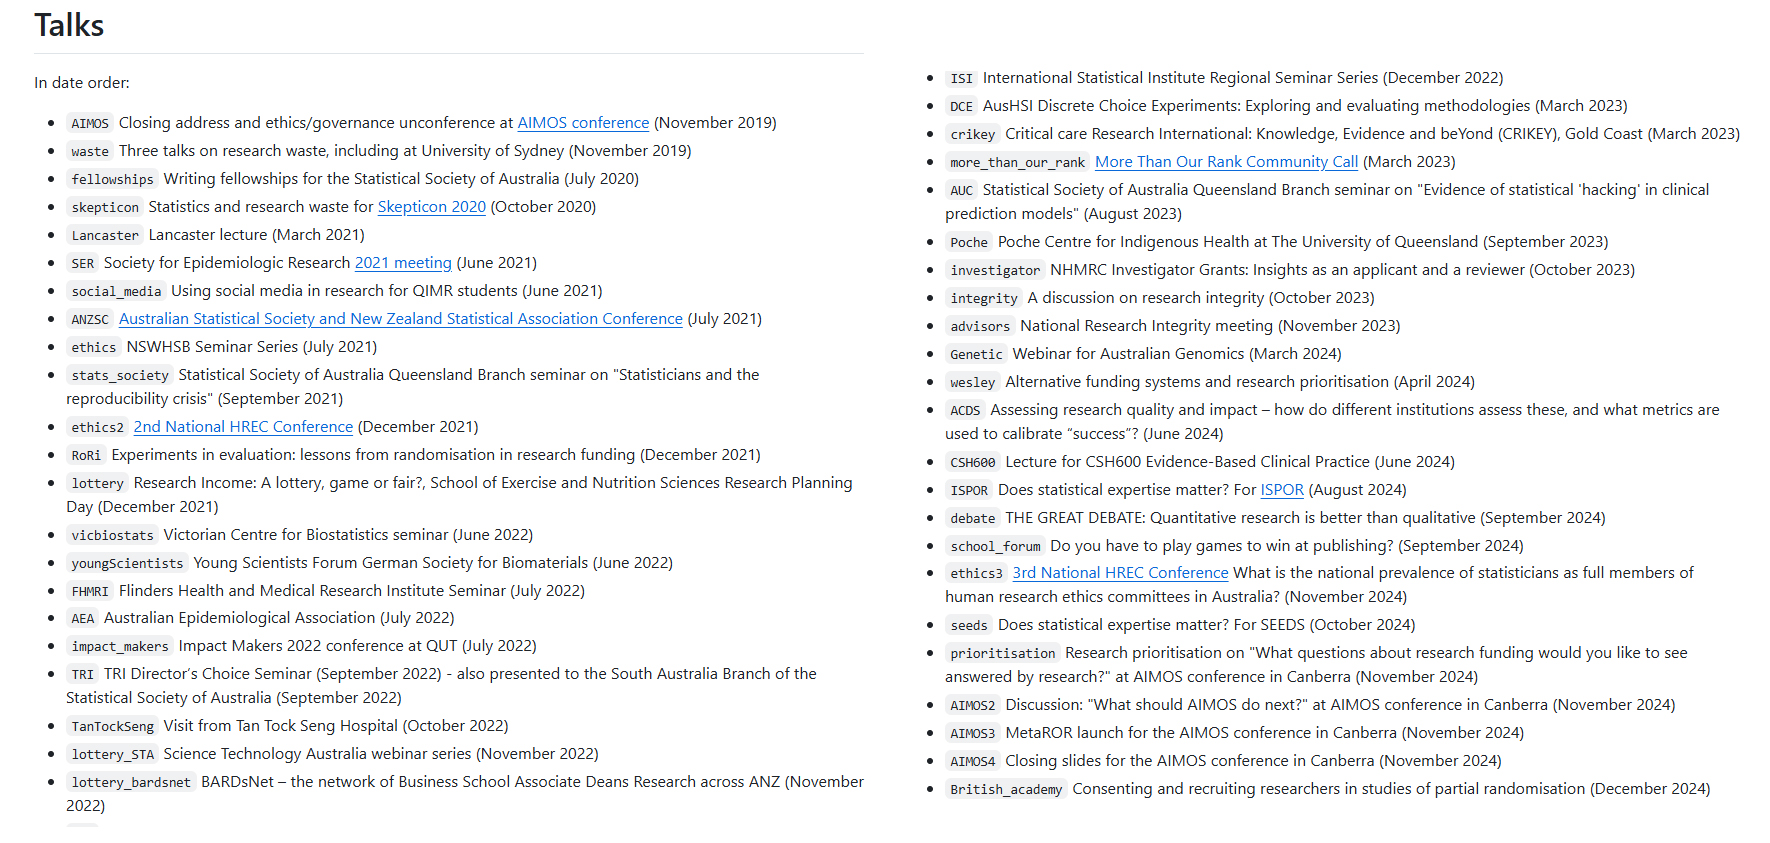 Talks
In date order:
AIMOS Closing address and ethics/governance unconference at AIMOS conference (November 2019)
waste Three talks on research waste, including at University of Sydney (November 2019)
fellowships Writing fellowships for the Statistical Society of Australia (July 2020)
skepticon Statistics and research waste for Skepticon 2020 (October 2020)
Lancaster Lancaster lecture (March 2021)
SER Society for Epidemiologic Research 2021 meeting (June 2021)
social_media Using social media in research for QIMR students (June 2021)
ANZSC Australian Statistical Society and New Zealand Statistical Association Conference (July 2021)
ethics NSWHSB Seminar Series (July 2021)
stats_society Statistical Society of Australia Queensland Branch seminar on "Statisticians and the
reproducibility crisis" (September 2021)
ethics2 2nd National HREC Conference (December 2021)
RoRi Experiments in evaluation: lessons from randomisation in research funding (December 2021)
lottery Research Income: A lottery, game or fair?, School of Exercise and Nutrition Sciences Research Planning
Day (December 2021)
vicbiostats Victorian Centre for Biostatistics seminar (June 2022)
youngScientists Young Scientists Forum German Society for Biomaterials (June 2022)
FHMRI Flinders Health and Medical Research Institute Seminar (July 2022)
AEA Australian Epidemiological Association (July 2022)
impact_makers Impact Makers 2022 conference at QUT (July 2022)
TRI TRI Director's Choice Seminar (September 2022) - also presented to the South Australia Branch of the
Statistical Society of Australia (September 2022)
TanTockSeng Visit from Tan Tock Seng Hospital (October 2022)
lottery_STA Science Technology Australia webinar series (November 2022)
lottery_bardsnet BARDsNet – the network of Business School Associate Deans Research across ANZ (November
2022)
ISI International Statistical Institute Regional Seminar Series (December 2022)
DCE AusHSI Discrete Choice Experiments: Exploring and evaluating methodologies (March 2023)
crikey Critical care Research International: Knowledge, Evidence and beYond (CRIKEY), Gold Coast (March 2023)
more_than_our_rank More Than Our Rank Community Call (March 2023)
AUC Statistical Society of Australia Queensland Branch seminar on "Evidence of statistical 'hacking' in clinical
prediction models" (August 2023)
Poche Poche Centre for Indigenous Health at The University of Queensland (September 2023)
investigator NHMRC Investigator Grants: Insights as an applicant and a reviewer (October 2023)
integrity A discussion on research integrity (October 2023)
advisors National Research Integrity meeting (November 2023)
Genetic Webinar for Australian Genomics (March 2024)
wesley Alternative funding systems and research prioritisation (April 2024)
ACDS Assessing research quality and impact – how do different institutions assess these, and what metrics are
used to calibrate “success”? (June 2024)
CSH600 Lecture for CSH600 Evidence-Based Clinical Practice (June 2024)
ISPOR Does statistical expertise matter? For ISPOR (August 2024)
debate THE GREAT DEBATE: Quantitative research is better than qualitative (September 2024)
school_forum Do you have to play games to win at publishing? (September 2024)
ethics3 3rd National HREC Conference What is the national prevalence of statisticians as full members of
human research ethics committees in Australia? (November 2024)
seeds Does statistical expertise matter? For SEEDS (October 2024)
prioritisation Research prioritisation on "What questions about research funding would you like to see
answered by research?" at AIMOS conference in Canberra (November 2024)
AIMOS2 Discussion: "What should AIMOS do next?" at AIMOS conference in Canberra (November 2024)
AIMOS3 MetaROR launch for the AIMOS conference in Canberra (November 2024)
AIMOS4 Closing slides for the AIMOS conference in Canberra (November 2024)
British_academy Consenting and recruiting researchers in studies of partial randomisation (December 2024)